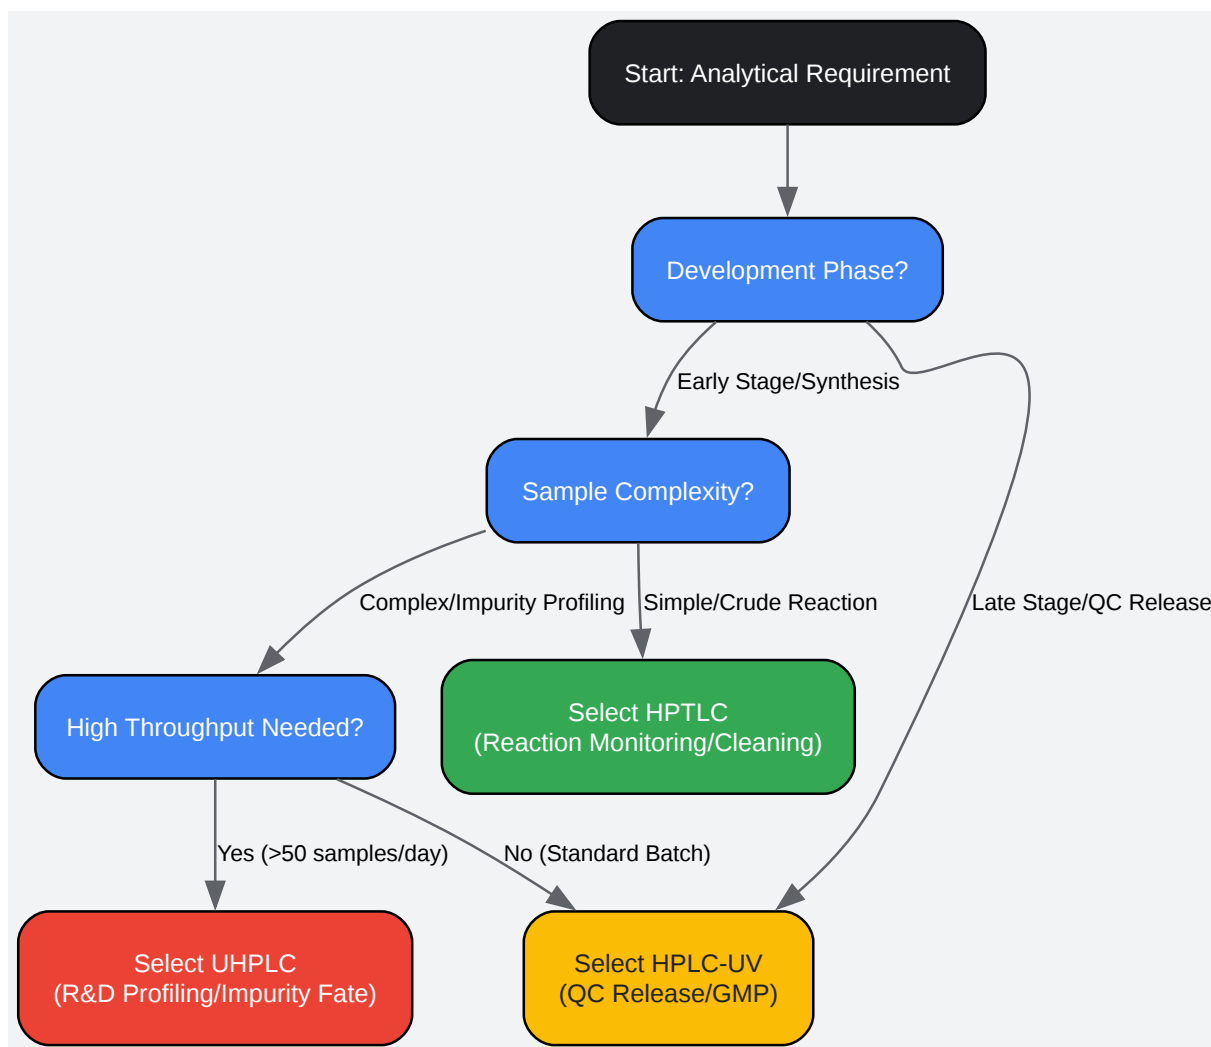 Start: Analytical Requirement
Development Phase?
Early Stage/Synthesis
Sample Complexity?
Complex/Impurity Profiling
Simple/Crude Reaction
Late Stage/QC Release
High Throughput Needed?
Select HPTLC
(Reaction Monitoring/Cleaning)
Yes (>50 samples/day)
No (Standard Batch)
Select UHPLC
(R&D Profiling/Impurity Fate)
Select HPLC-UV
(QC Release/GMP)